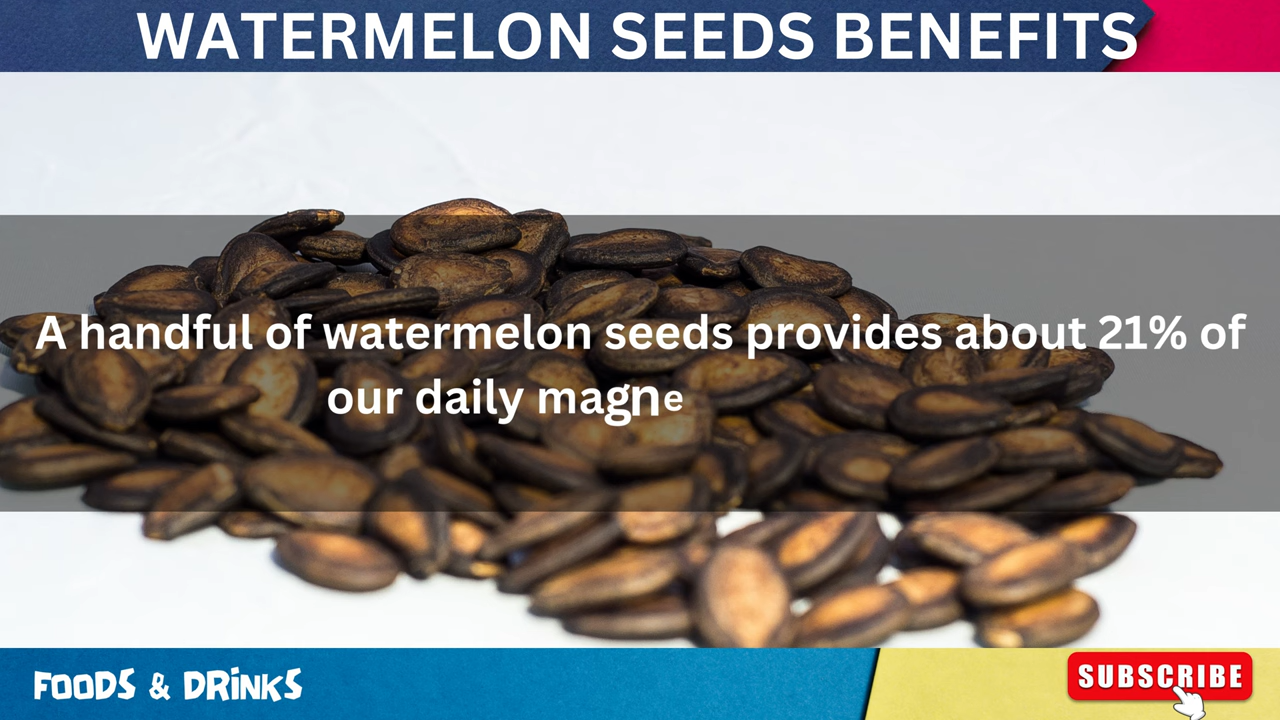 WATERMELON SEEDS BENEFITS
A handful of watermelon seeds provides about 21% of
our daily magne
FOODS & DRiNKS
SUBSCRIBE